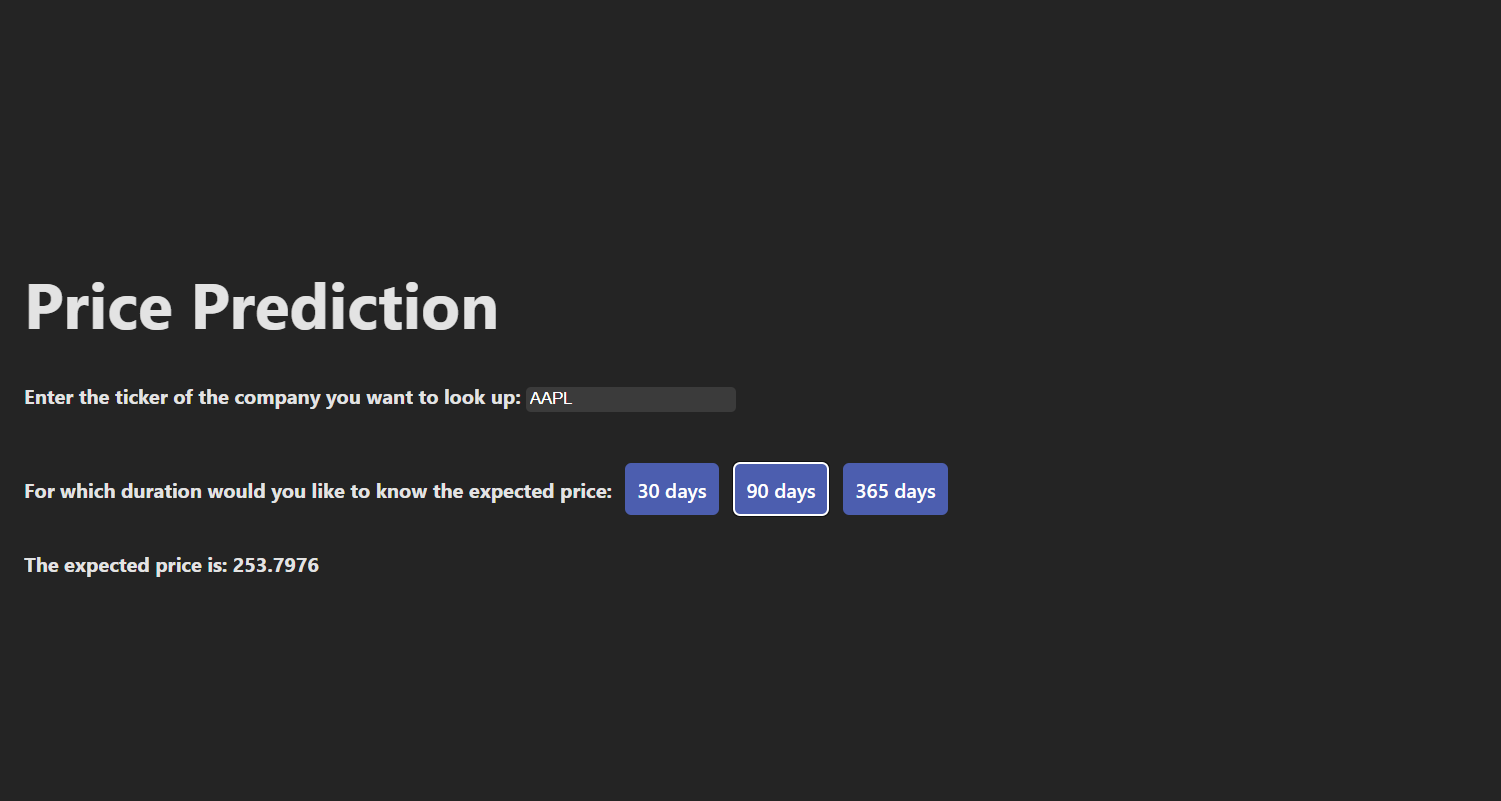 Price Prediction
Enter the ticker of the company you want to look up: AAPL
For which duration would you like to know the expected price: 30 days 90 days 365 days
The expected price is: 253.7976